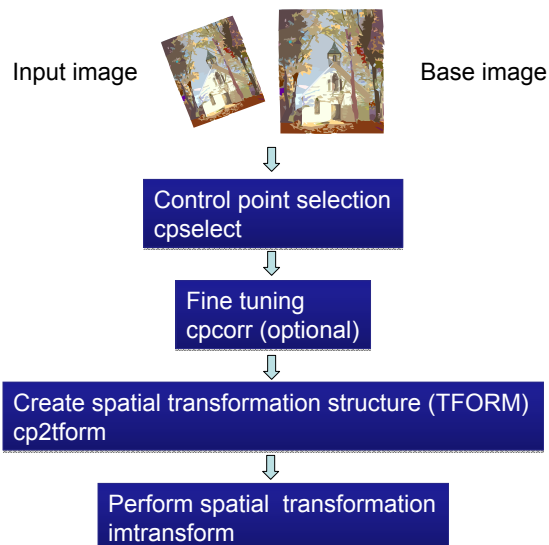 Input image
Base image
Control point selection
cpselect
Fine tuning
cpcorr (optional)
Create spatial transformation structure (TFORM)
cp2tform
Perform spatial transformation
imtransform